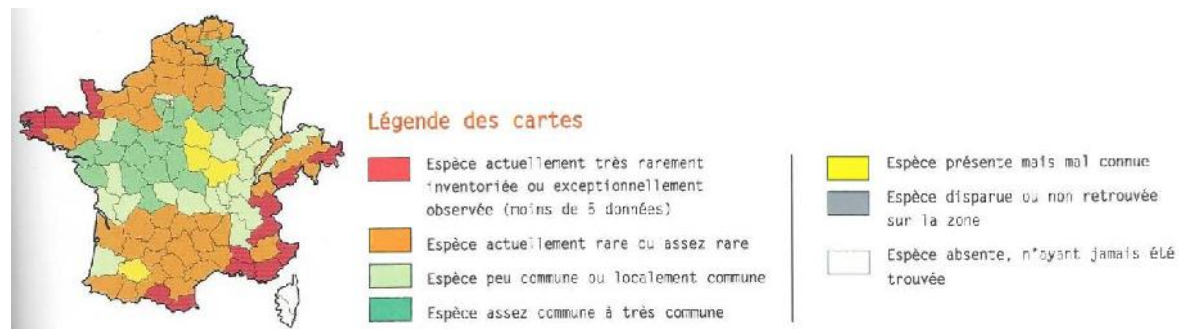 Légende des cartes
Espèce actuellement très rarement
inventoriée ou exceptionnellement
observée (moins de 5 données)
Espèce actuellement rare ou assez rare
Espèce peu commune ou localement commune
Espèce assez commune à très commune
Espèce présente mais mal connue
Espèce disparue ou non retrouvée
sur la zone
Espèce absente, n'ayant jamais été
trouvée